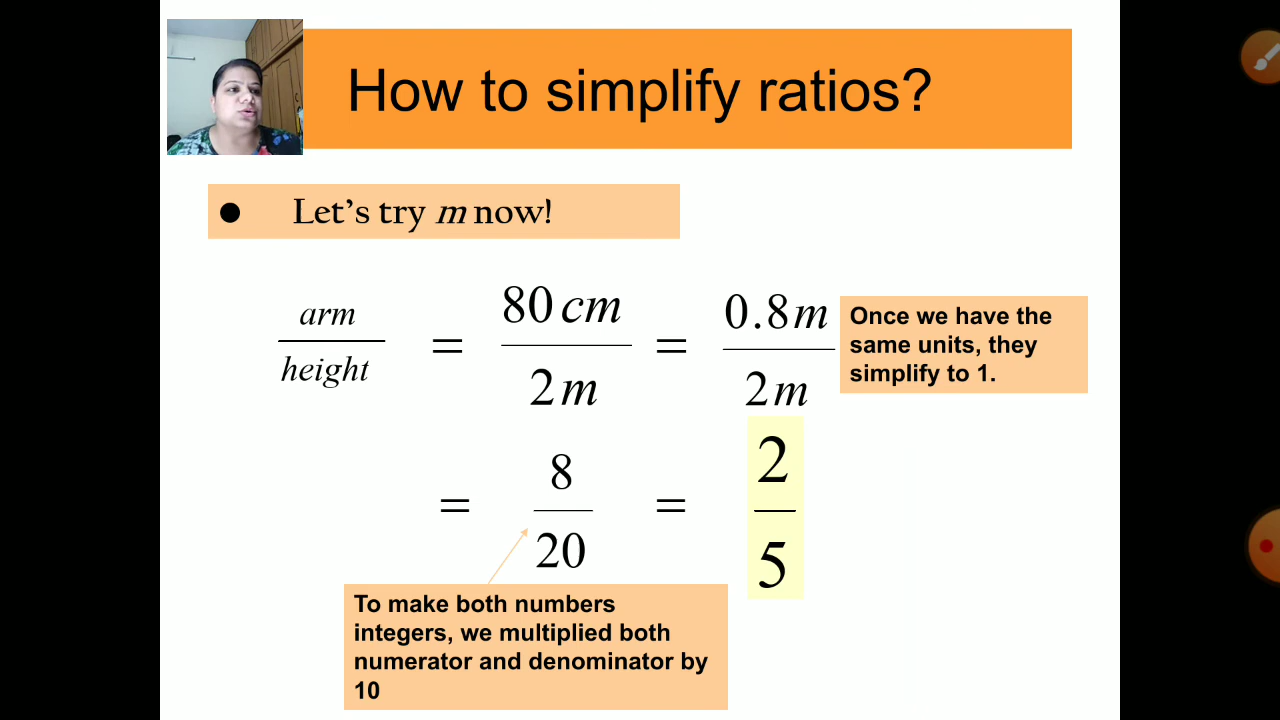 How to simplify ratios?
● Let's try m now!
arm/height = 80 cm/2 m = 0.8 m/2 m
Once we have the
same units, they
simplify to 1.
= 8/20 = 2/5
To make both numbers
integers, we multiplied both
numerator and denominator by
10